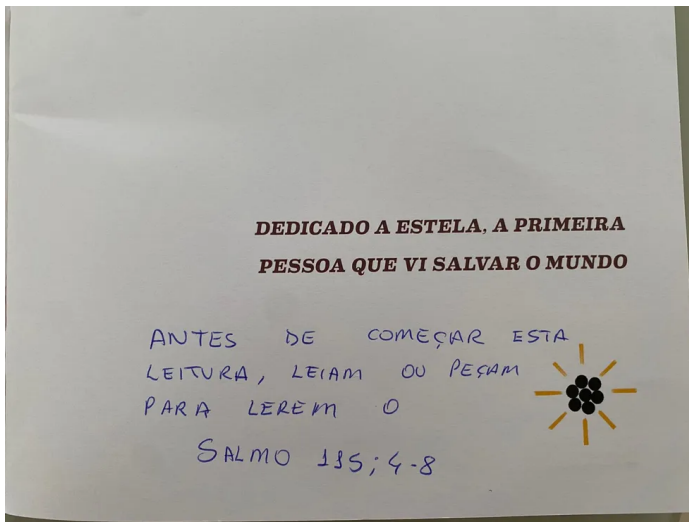 DEDICADO A ESTELA, A PRIMEIRA
PESSOA QUE VI SALVAR O MUNDO
ANTES DE COMEÇAR ESTA
LEITURA, LEIAM OU PEÇAM
PARA LEREM O
SALMO 115; 4-8